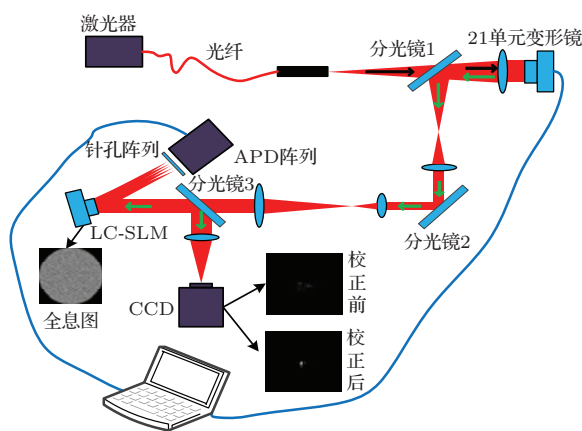 激光器
光纤
分光镜1
21单元变形镜
针孔阵列
APD阵列
分光镜3
LC-SLM
分光镜2
全息图
CCD
校正前
校正后